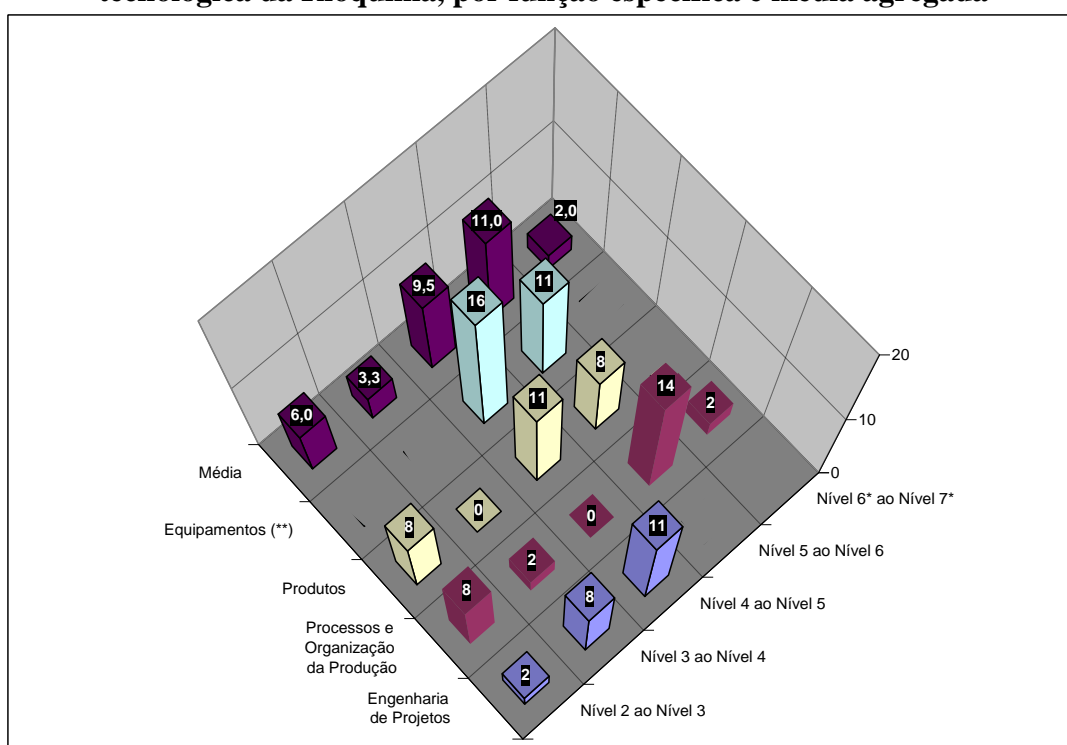 tecnológica da Rhoquímia, por função específica e média agregada
2,0
11,0
9,5
11
16
3,3
8
20
14
11
2
6,0
10
0
Média
Nível 6* ao Nível 7*
0
0
11
8
Equipamentos (**)
Nível 5 ao Nível 6
2
Produtos
8
8
Nível 4 ao Nível 5
Processos e
Organização
da Produção
Nível 3 ao Nível 4
2
Engenharia
de Projetos
Nível 2 ao Nível 3